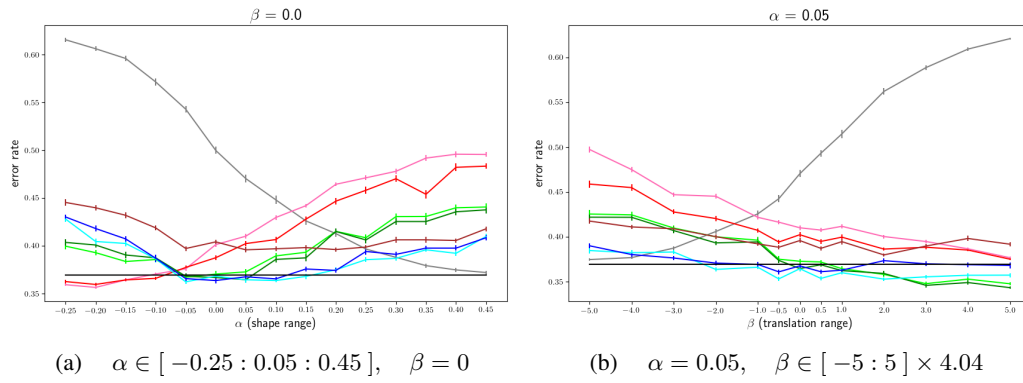 β = 0.0
error rate
0.60
0.55
0.50
0.45
0.40
0.35
−0.25 −0.20 −0.15 −0.10 −0.05 0.00 0.05 0.10 0.15 0.20 0.25 0.30 0.35 0.40 0.45
α (shape range)
(a) α ∈ [ −0.25 : 0.05 : 0.45 ], β = 0
α = 0.05
error rate
0.60
0.55
0.50
0.45
0.40
0.35
−5.0 −4.0 −3.0 −2.0 −1.0 −0.5 0.0 0.5 1.0 2.0 3.0 4.0 5.0
β (translation range)
(b) α = 0.05, β ∈ [ −5 : 5 ] × 4.04